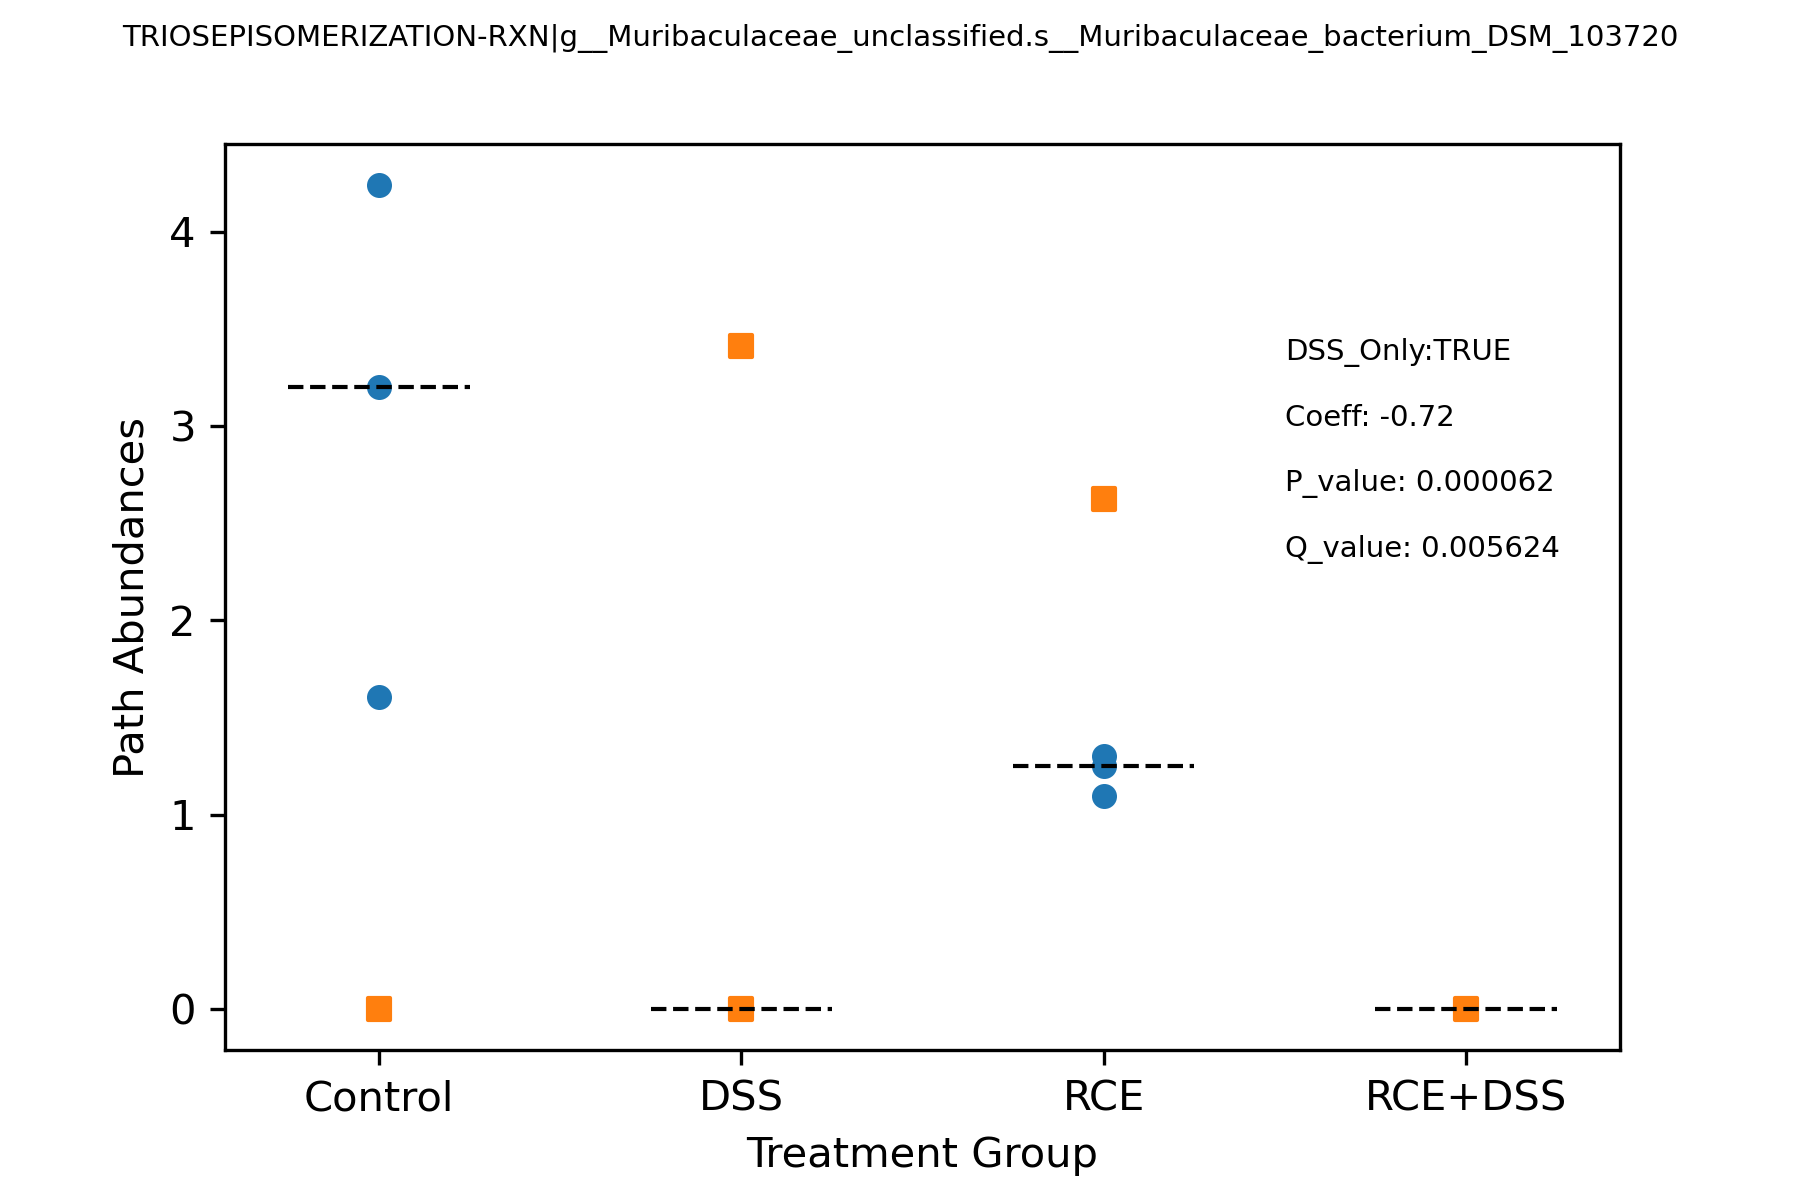 TRIOSEPISOMERIZATION-RXN|g__Muribaculaceae_unclassified.s__Muribaculaceae_bacterium_DSM_103720
4
3
2
1
0
Path Abundances
DSS_Only:TRUE
Coeff: -0.72
P_value: 0.000062
Q_value: 0.005624
Control
DSS
RCE
RCE+DSS
Treatment Group